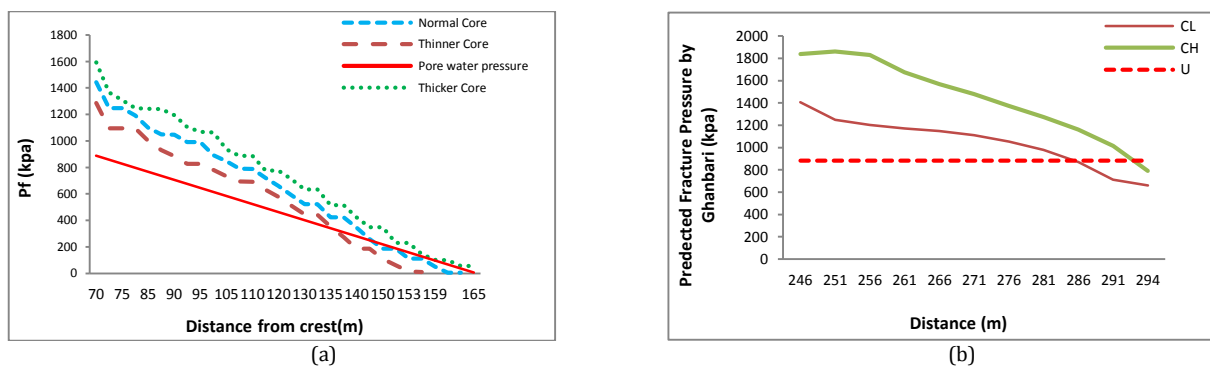 Normal Core
Thinner Core
Pore water pressure
Thicker Core
Pf (kpa)
1800
1600
1400
1200
1000
800
600
400
200
0
70 75 85 90 95 105 110 120 130 135 140 150 153 159 165
Distance from crest(m)
(a)
CL
CH
U
Predected Fracture Pressure by
Ghanbari (kpa)
2000
1800
1600
1400
1200
1000
800
600
400
200
0
246 251 256 261 266 271 276 281 286 291 294
Distance (m)
(b)